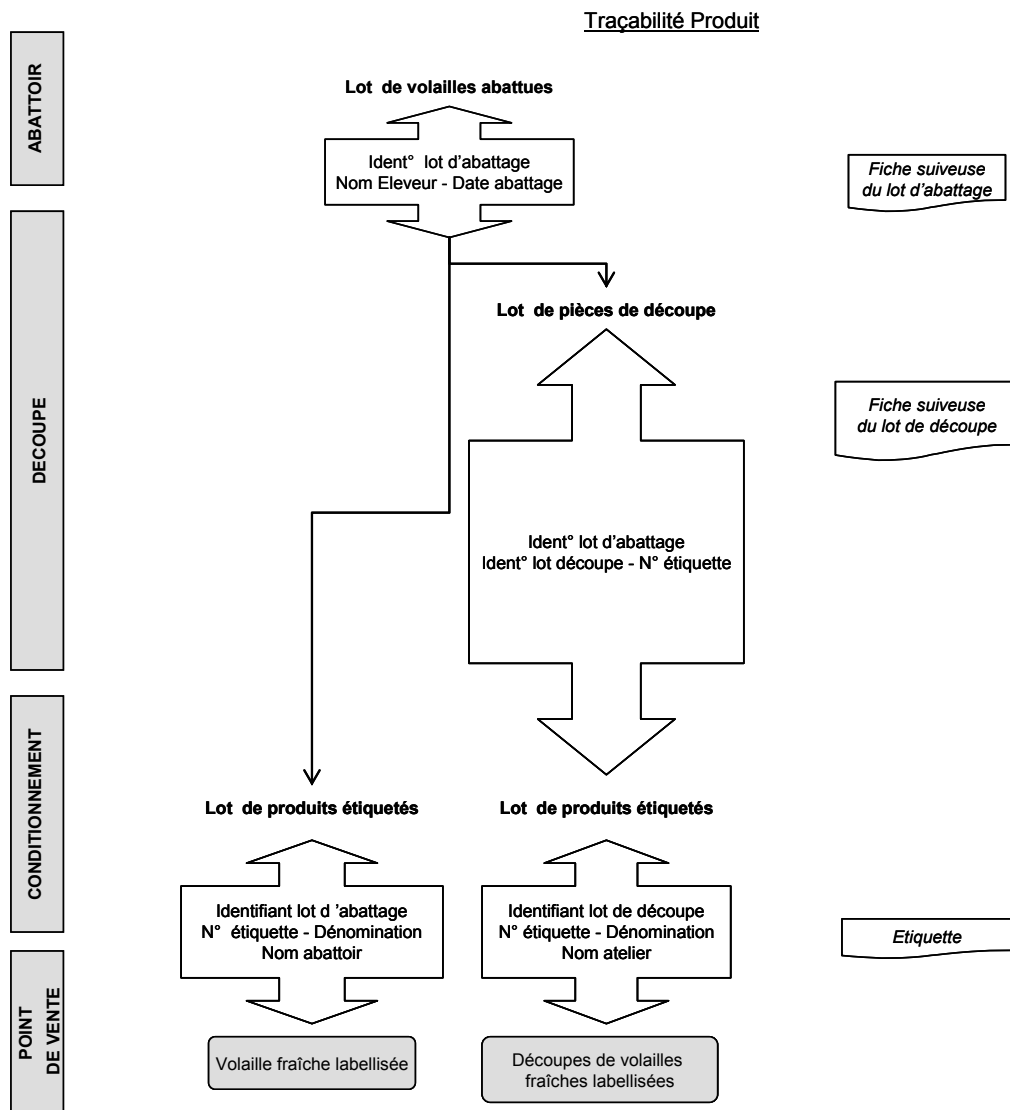 Traçabilité Produit
ABATTOIR
Lot de volailles abattues
Ident° lot d'abattage
Nom Eleveur - Date abattage
Fiche suiveuse
du lot d'abattage
DECOUPE
Lot de pièces de découpe
Fiche suiveuse
du lot de découpe
Ident° lot d'abattage
Ident° lot découpe - N° étiquette
CONDITIONNEMENT
Lot de produits étiquetés
Lot de produits étiquetés
Identifiant lot d 'abattage
N° étiquette - Dénomination
Nom abattoir
Identifiant lot de découpe
N° étiquette - Dénomination
Nom atelier
Etiquette
POINT
DE VENTE
Volaille fraîche labellisée
Découpes de volailles
fraîches labellisées